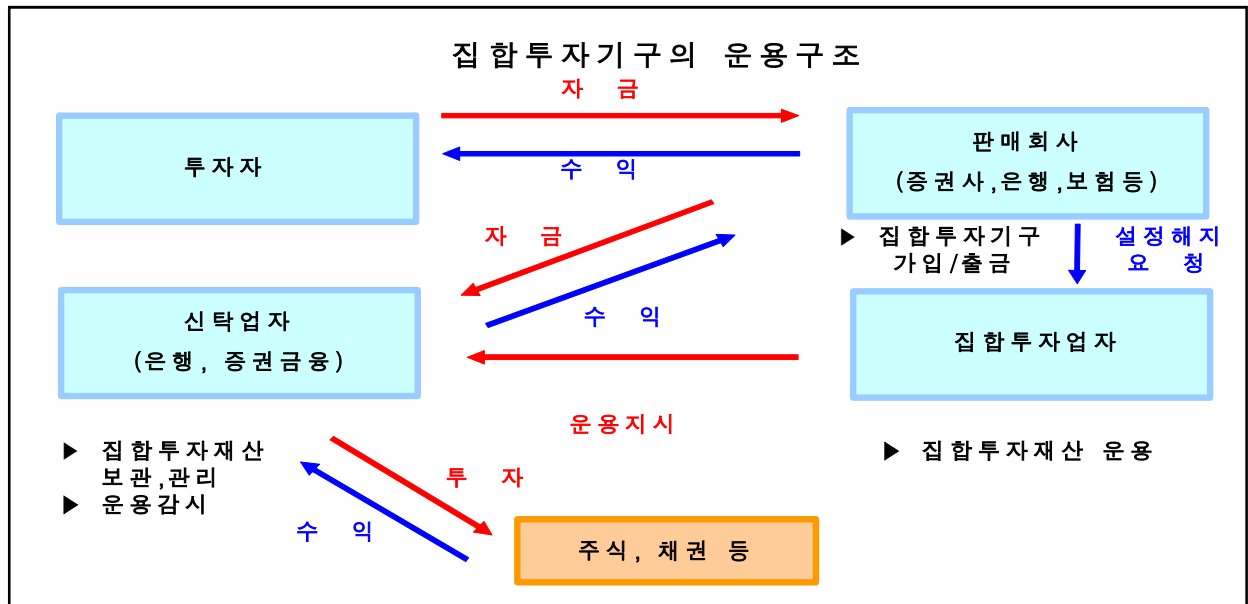 집합투자기구의 운용구조
자 금
투자자
수 익
판매회사
(증권사,은행,보험등)
자 금
▶ 집합투자기구
가입/출금
설정해지
요 청
신탁업자
(은행, 증권금융)
수 익
집합투자업자
운용지시
▶ 집합투자재산
보관,관리
▶ 운용감시
▶ 집합투자재산 운용
투 자
수 익
주식, 채권 등